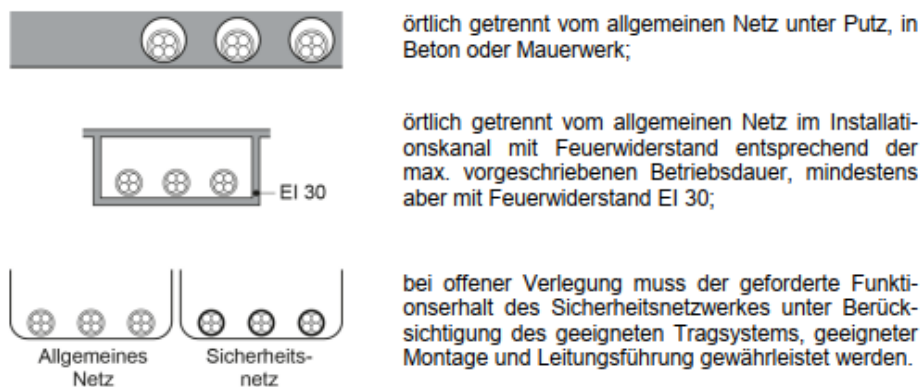 örtlich getrennt vom allgemeinen Netz unter Putz, in
Beton oder Mauerwerk;
örtlich getrennt vom allgemeinen Netz im Installati-
onskanal mit Feuerwiderstand entsprechend der
max. vorgeschriebenen Betriebsdauer, mindestens
aber mit Feuerwiderstand EI 30;
EI 30
bei offener Verlegung muss der geforderte Funkti-
onserhalt des Sicherheitsnetzwerkes unter Berück-
sichtigung des geeigneten Tragsystems, geeigneter
Montage und Leitungsführung gewährleistet werden.
Allgemeines
Netz
Sicherheits-
netz